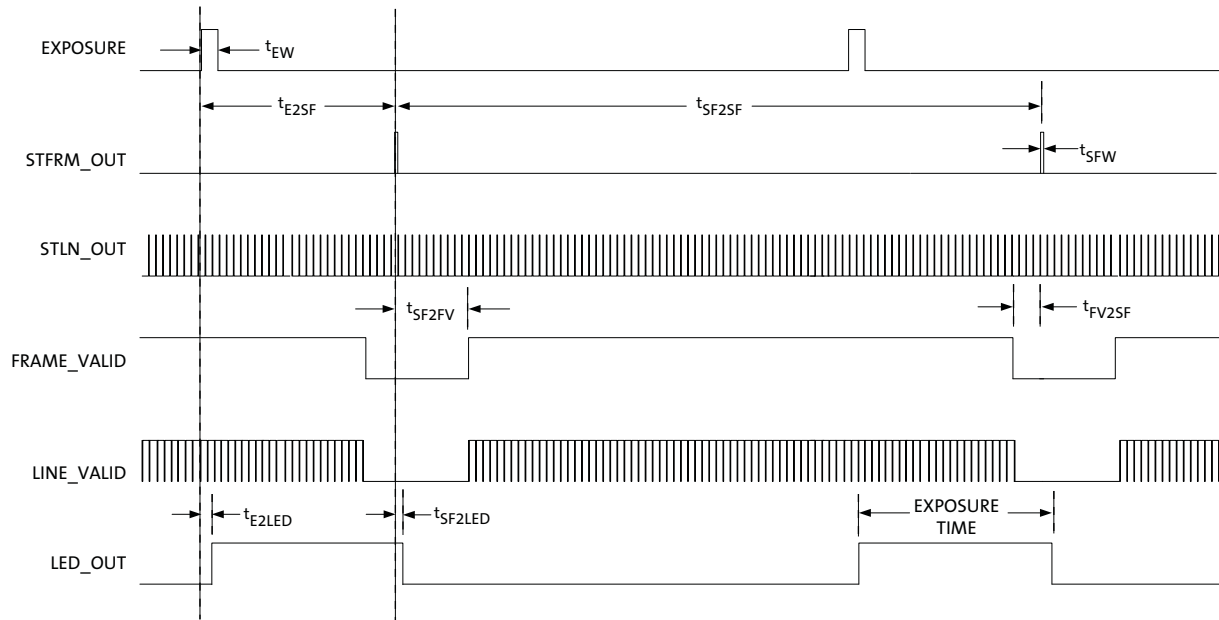 EXPOSURE
tEW
tE2SF
tSF2SF
STFRM_OUT
tSFW
STLN_OUT
tSF2FV
tFV2SF
FRAME_VALID
LINE_VALID
tE2LED
tSF2LED
EXPOSURE
TIME
LED_OUT